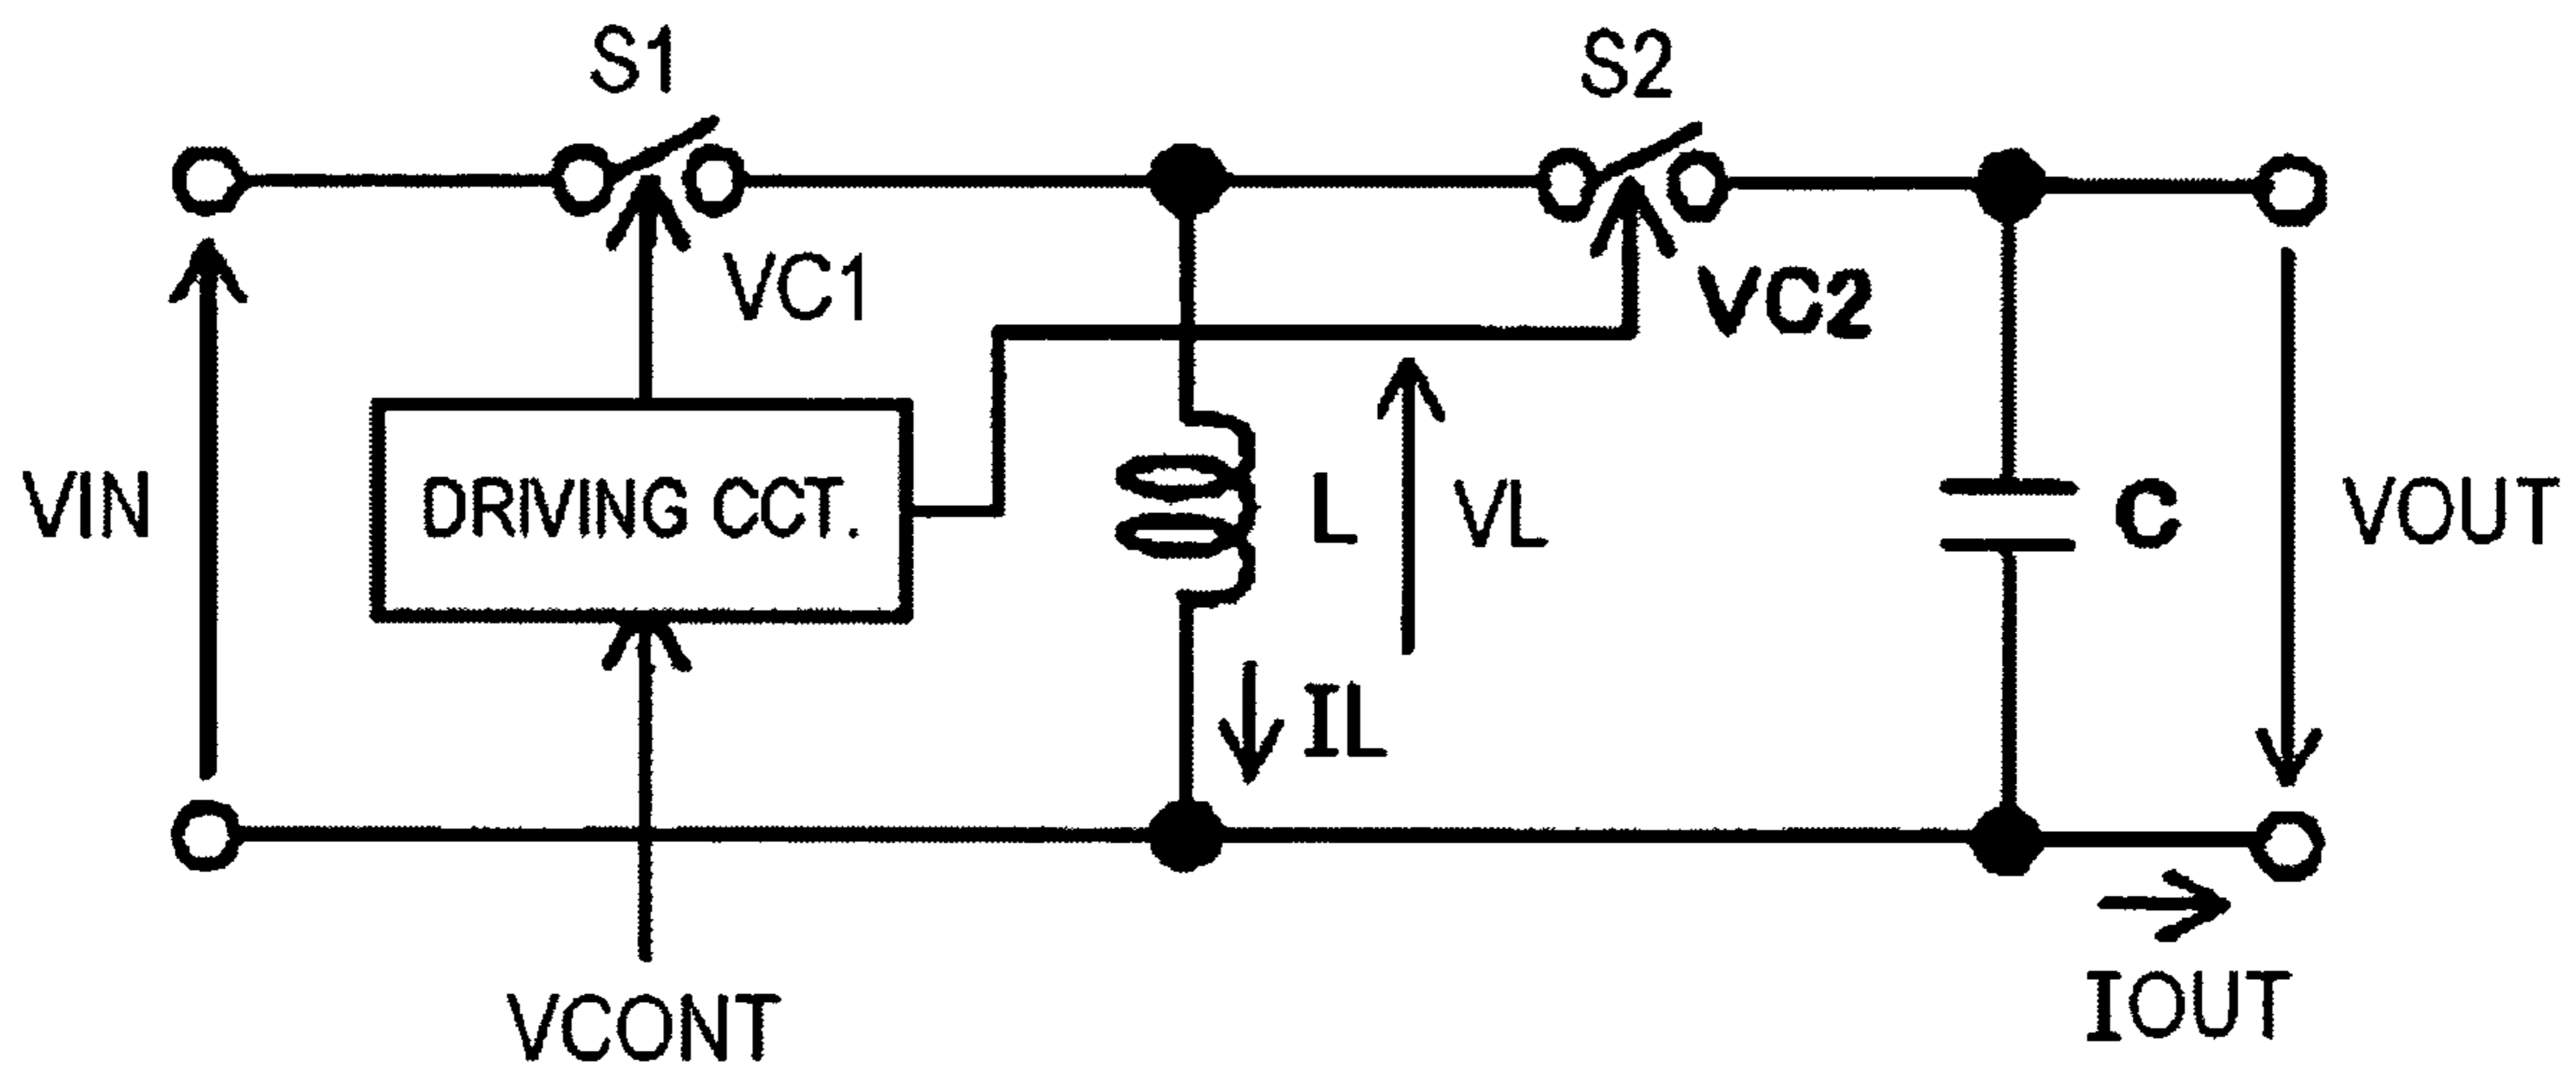 S1
S2
VC1
VC2
VIN
DRIVING CCT.
L
VL
C
VOUT
IL
IOUT
VCONT